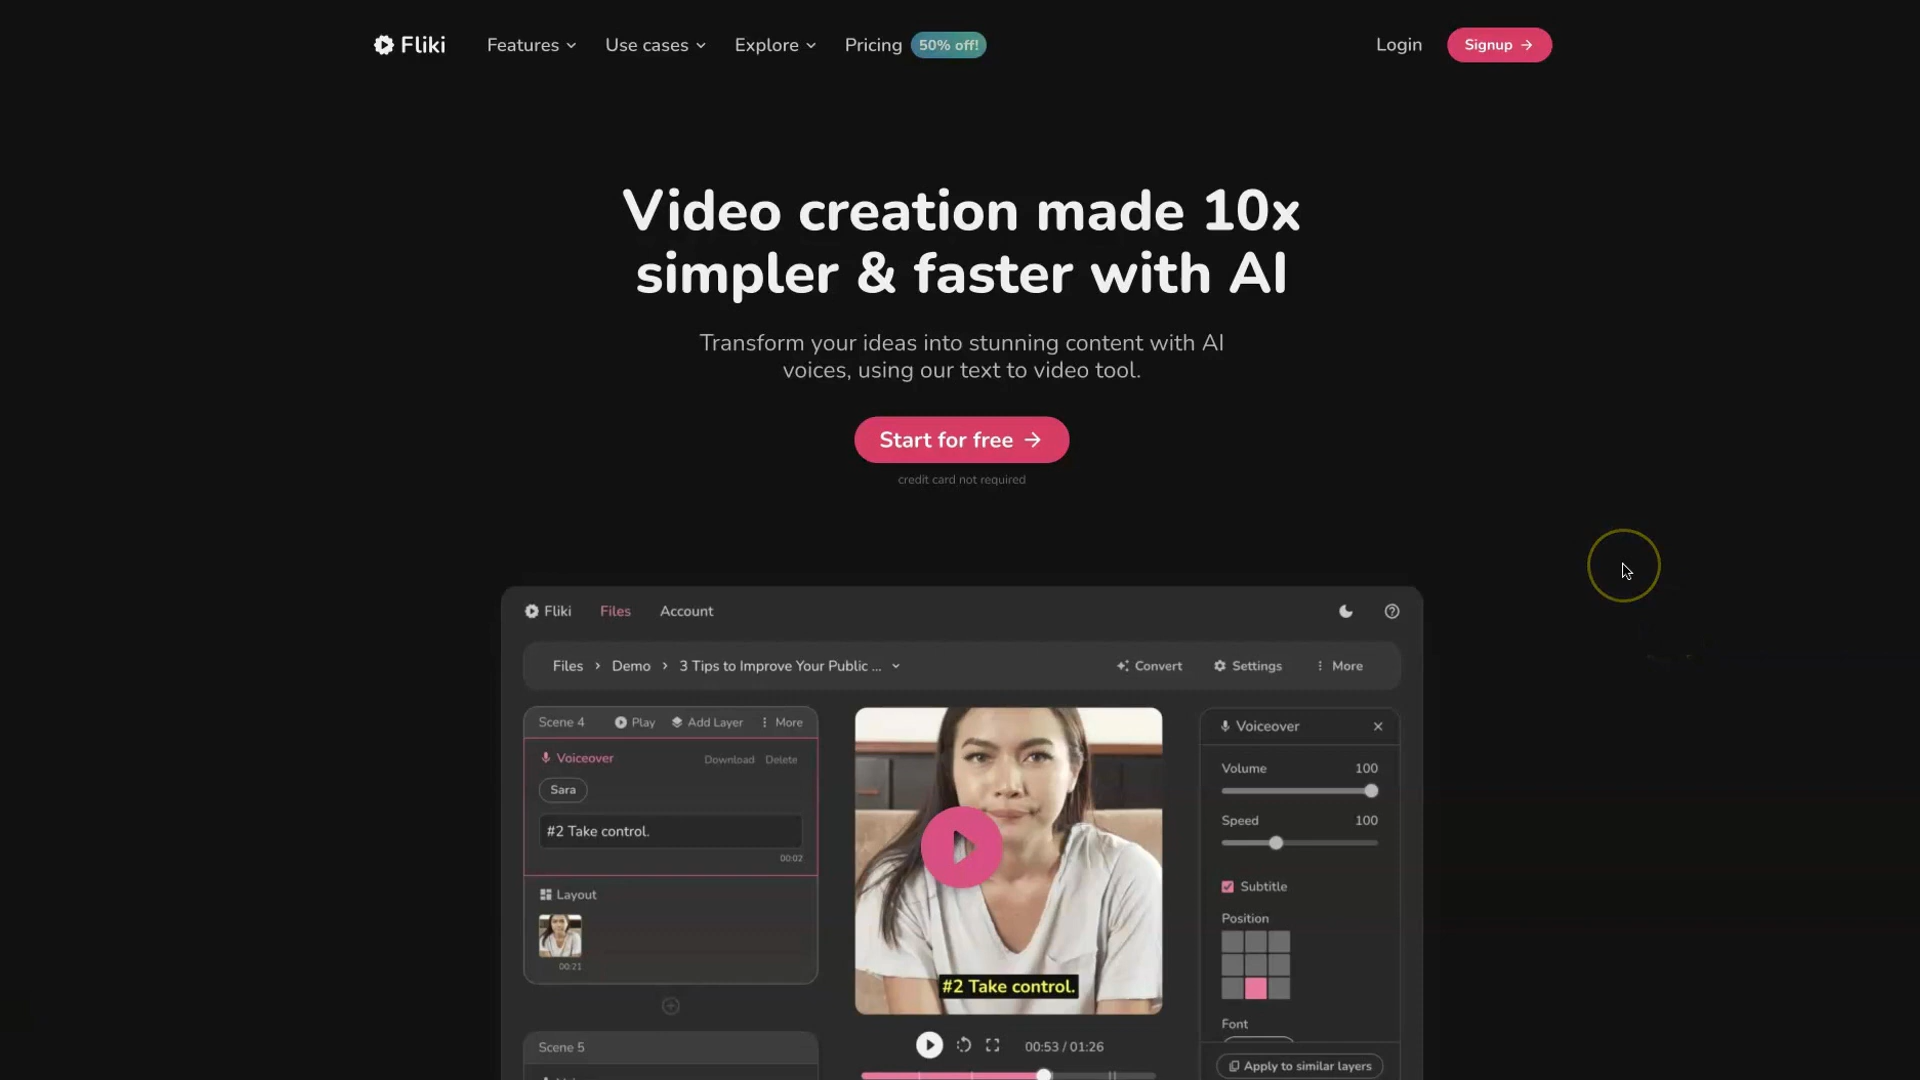 Fliki
Features
Use cases
Explore
Pricing
50% off!
Login
Signup
Video creation made 10x
simpler & faster with AI
Transform your ideas into stunning content with AI
voices, using our text to video tool.
Start for free
credit card not required
Fliki
Files
Account
Files
Demo
3 Tips to Improve Your Public ...
Convert
Settings
More
Scene 4
Play
Add Layer
More
Voiceover
Download
Delete
Sara
#2 Take control.
00:02
Layout
00:21
Scene 5
#2 Take control.
00:53 / 01:26
Voiceover
Volume
100
Speed
100
Subtitle
Position
Font
Apply to similar layers